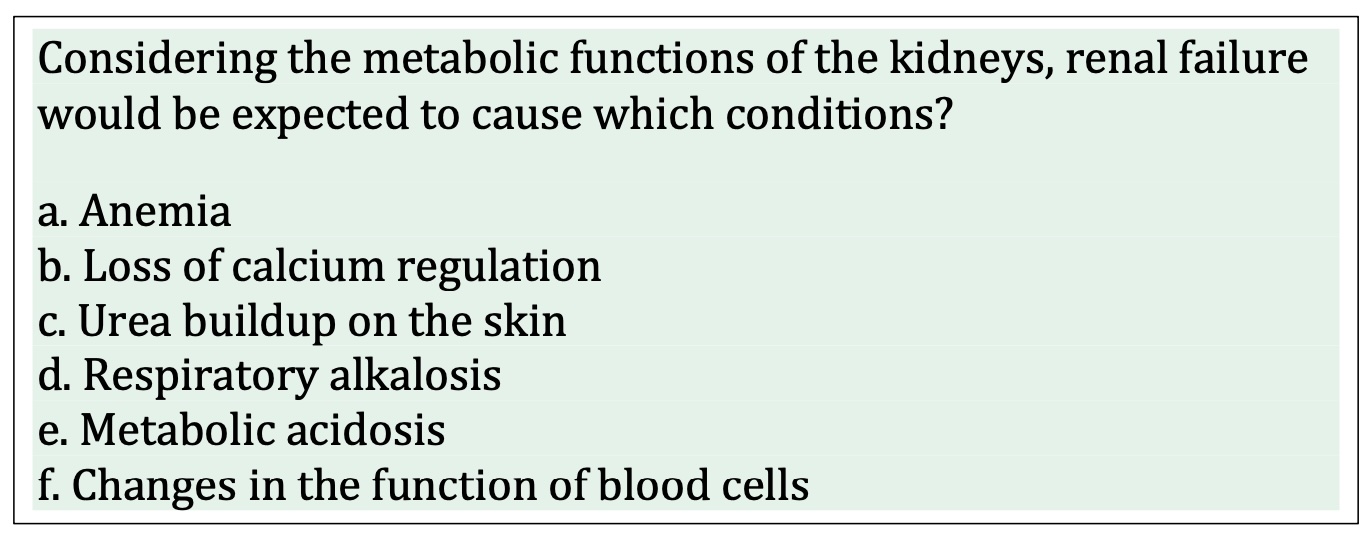 Considering the metabolic functions of the kidneys, renal failure
would be expected to cause which conditions?
a. Anemia
b. Loss of calcium regulation
c. Urea buildup on the skin
d. Respiratory alkalosis
e. Metabolic acidosis
f. Changes in the function of blood cells